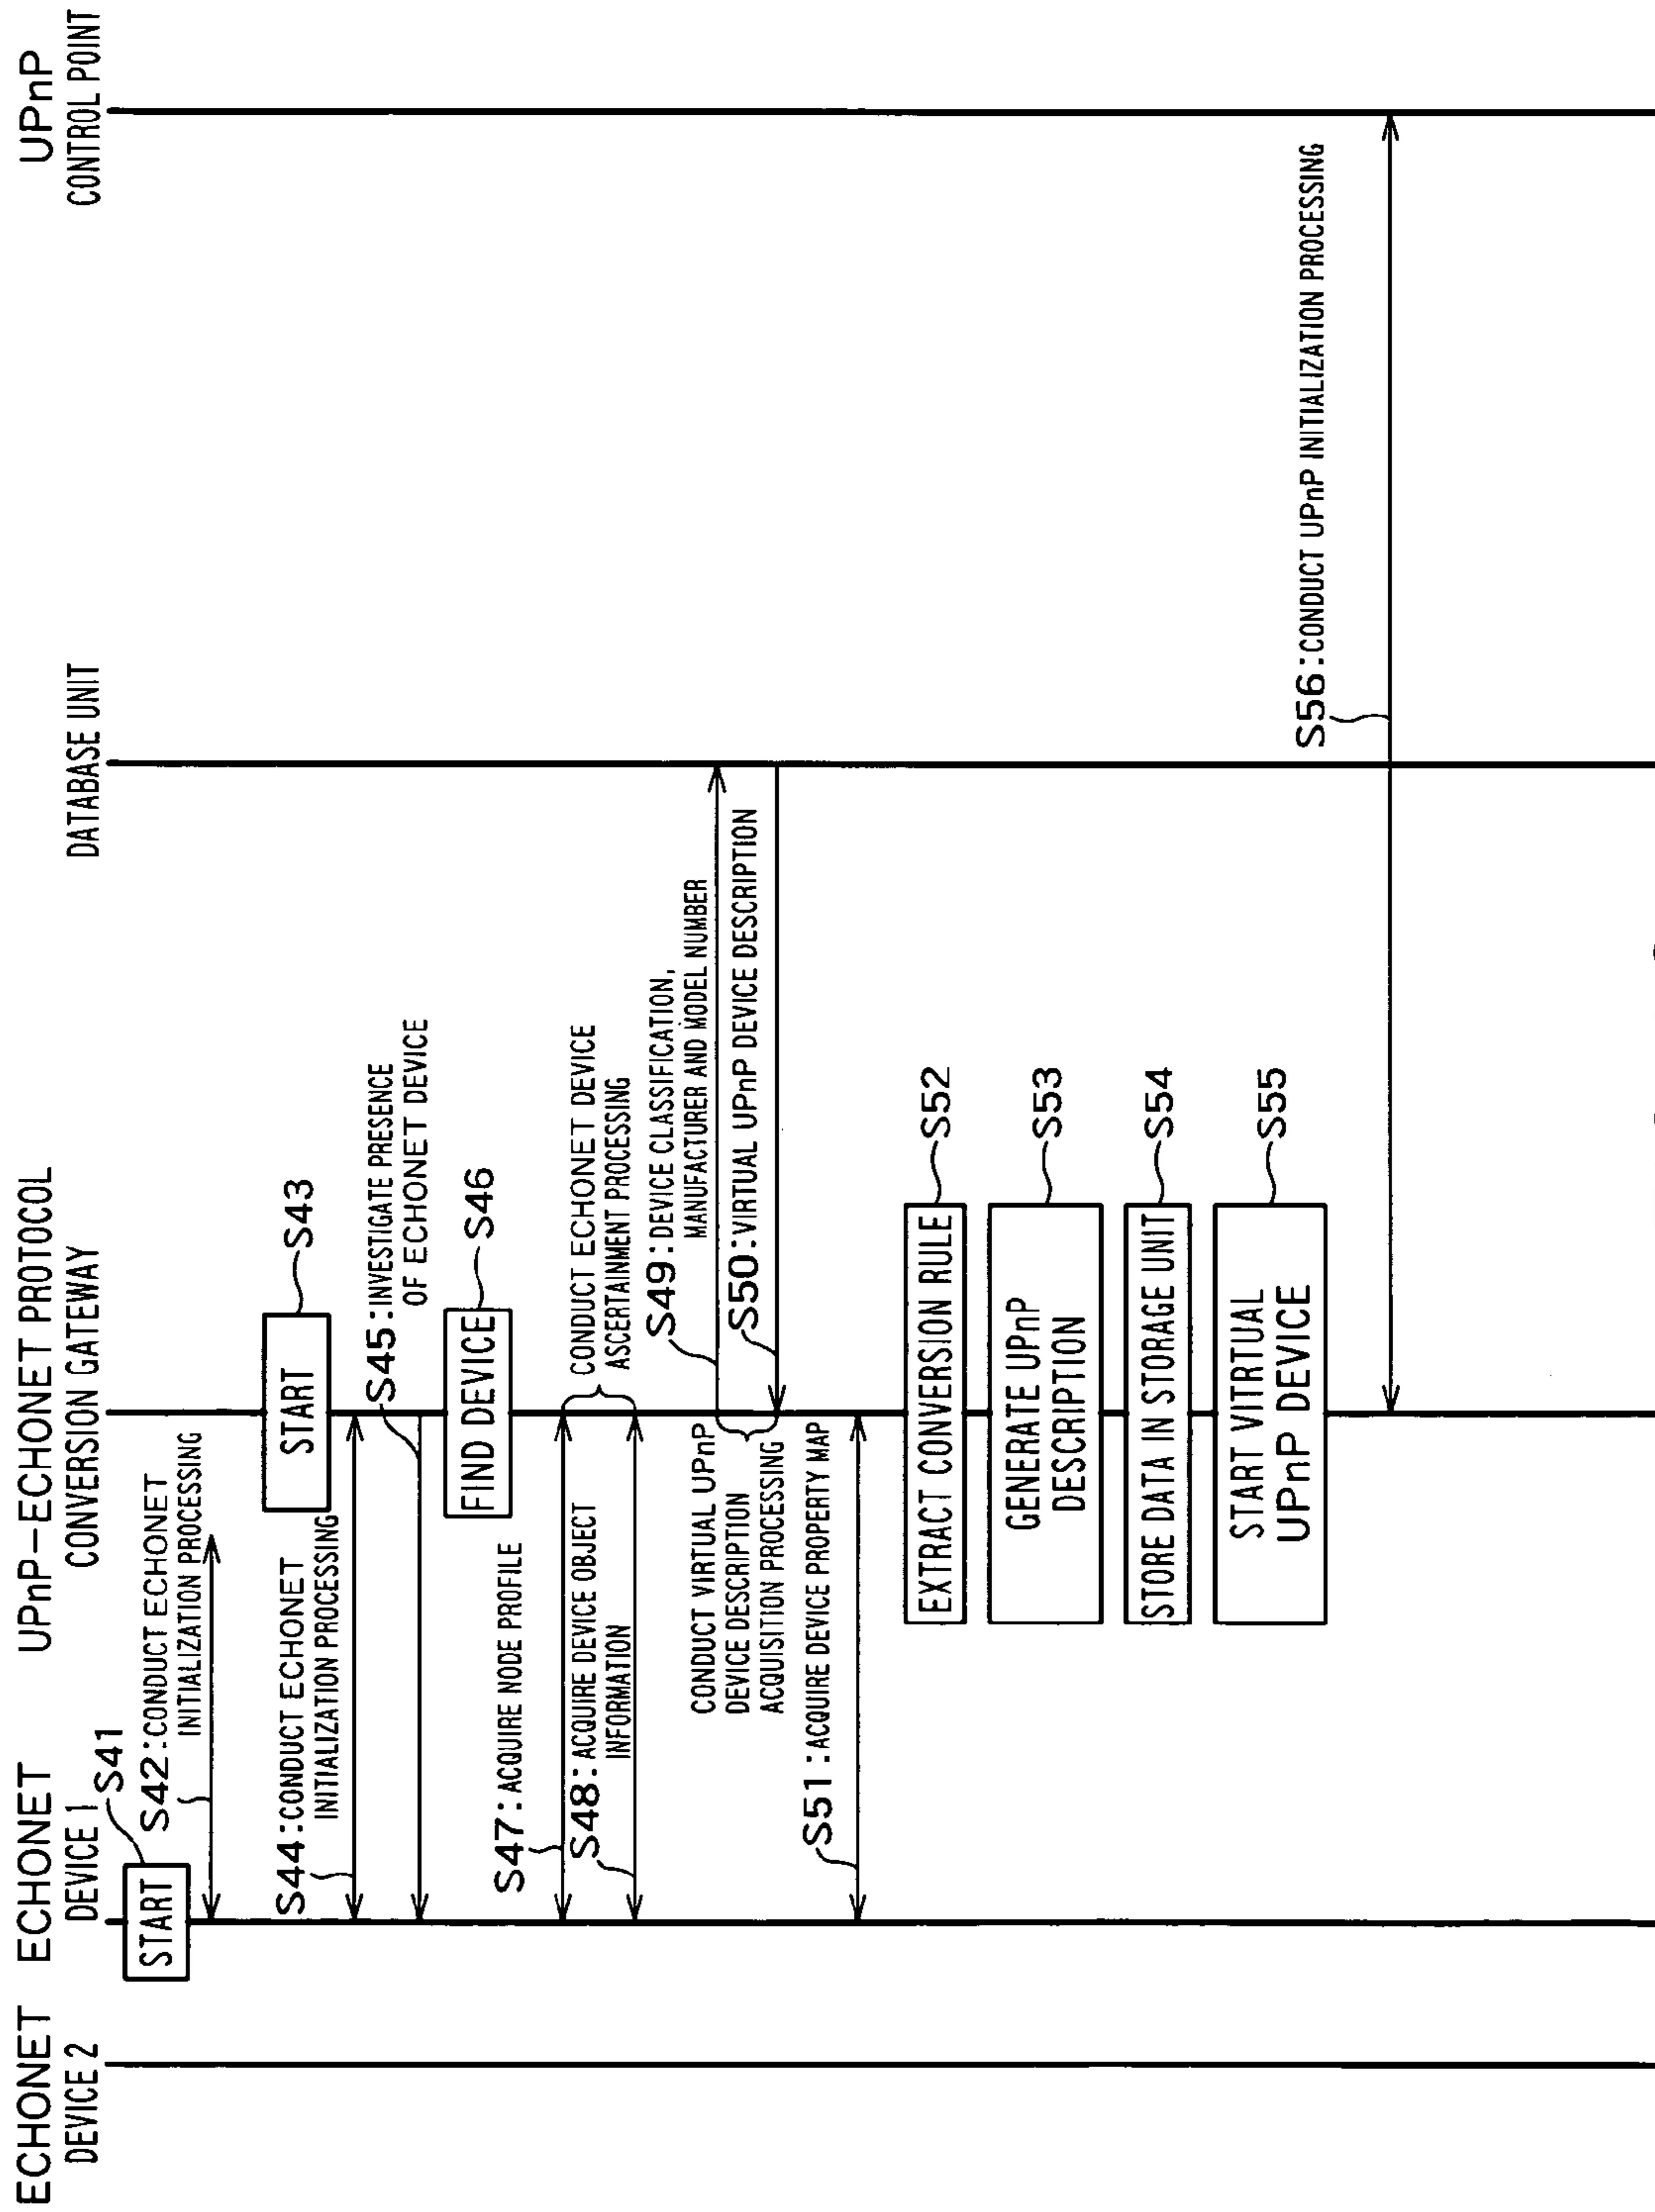 ECHONET
DEVICE 2
ECHONET
DEVICE 1
UPnP-ECHONET PROTOCOL
CONVERSION GATEWAY
DATABASE UNIT
UPnP
CONTROL POINT
START
S41
S42:CONDUCT ECHONET
INITIALIZATION PROCESSING
START
S43
S44:CONDUCT ECHONET
INITIALIZATION PROCESSING
S45:INVESTIGATE PRESENCE
OF ECHONET DEVICE
FIND DEVICE
S46
S47:ACQUIRE NODE PROFILE
S48:ACQUIRE DEVICE OBJECT
INFORMATION
CONDUCT ECHONET DEVICE
ASCERTAINMENT PROCESSING
S49:DEVICE CLASSIFICATION,
MANUFACTURER AND MODEL NUMBER
S50:VIRTUAL UPnP DEVICE DESCRIPTION
CONDUCT VIRTUAL UPnP
DEVICE DESCRIPTION
ACQUISITION PROCESSING
S51:ACQUIRE DEVICE PROPERTY MAP
EXTRACT CONVERSION RULE
S52
GENERATE UPnP
DESCRIPTION
S53
STORE DATA IN STORAGE UNIT
S54
START VITRTUAL
UPnP DEVICE
S55
S56:CONDUCT UPnP INITIALIZATION PROCESSING